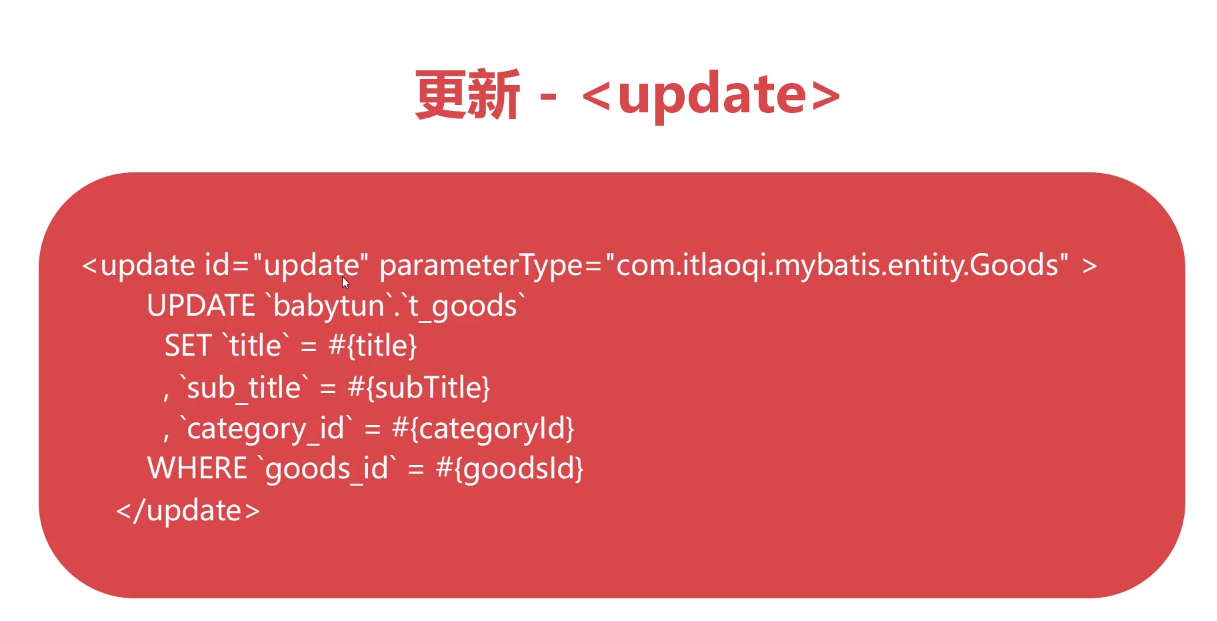 更新 - <update>
<update id="update" parameterType="com.itlaoqi.mybatis.entity.Goods" >
UPDATE `babytun`.`t_goods`
SET `title` = #{title}
, `sub_title` = #{subTitle}
, `category_id` = #{categoryId}
WHERE `goods_id` = #{goodsId}
</update>